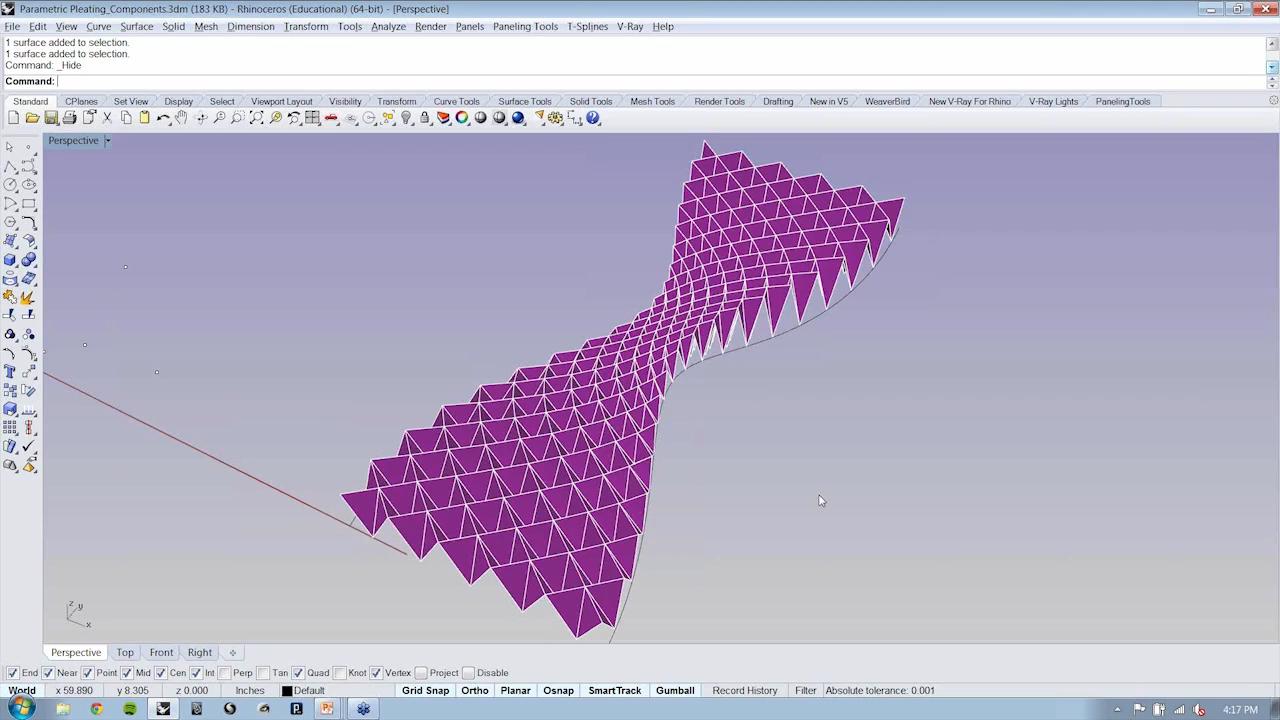 Parametric Pleating_Components.3dm (183 KB) - Rhinoceros (Educational) (64-bit) - [Perspective]
File Edit View Curve Surface Solid Mesh Dimension Transform Tools Analyze Render Panels Paneling Tools T-Splines V-Ray Help
1 surface added to selection.
1 surface added to selection.
Command: _Hide
Command:
Standard CPlanes Set View Display Select Viewport Layout Visibility Transform Curve Tools Surface Tools Solid Tools Mesh Tools Render Tools Drafting New in V5 WeaverBird New V-Ray For Rhino V-Ray Lights PanelingTools
Perspective
z
y
x
Perspective Top Front Right
End Near Point Mid Cen Int Perp Tan Quad Knot Vertex Project Disable
World x 59.890 y 8.305 z 0.000 Inches Default Grid Snap Ortho Planar Osnap SmartTrack Gumball Record History Filter Absolute tolerance: 0.001
4:17 PM